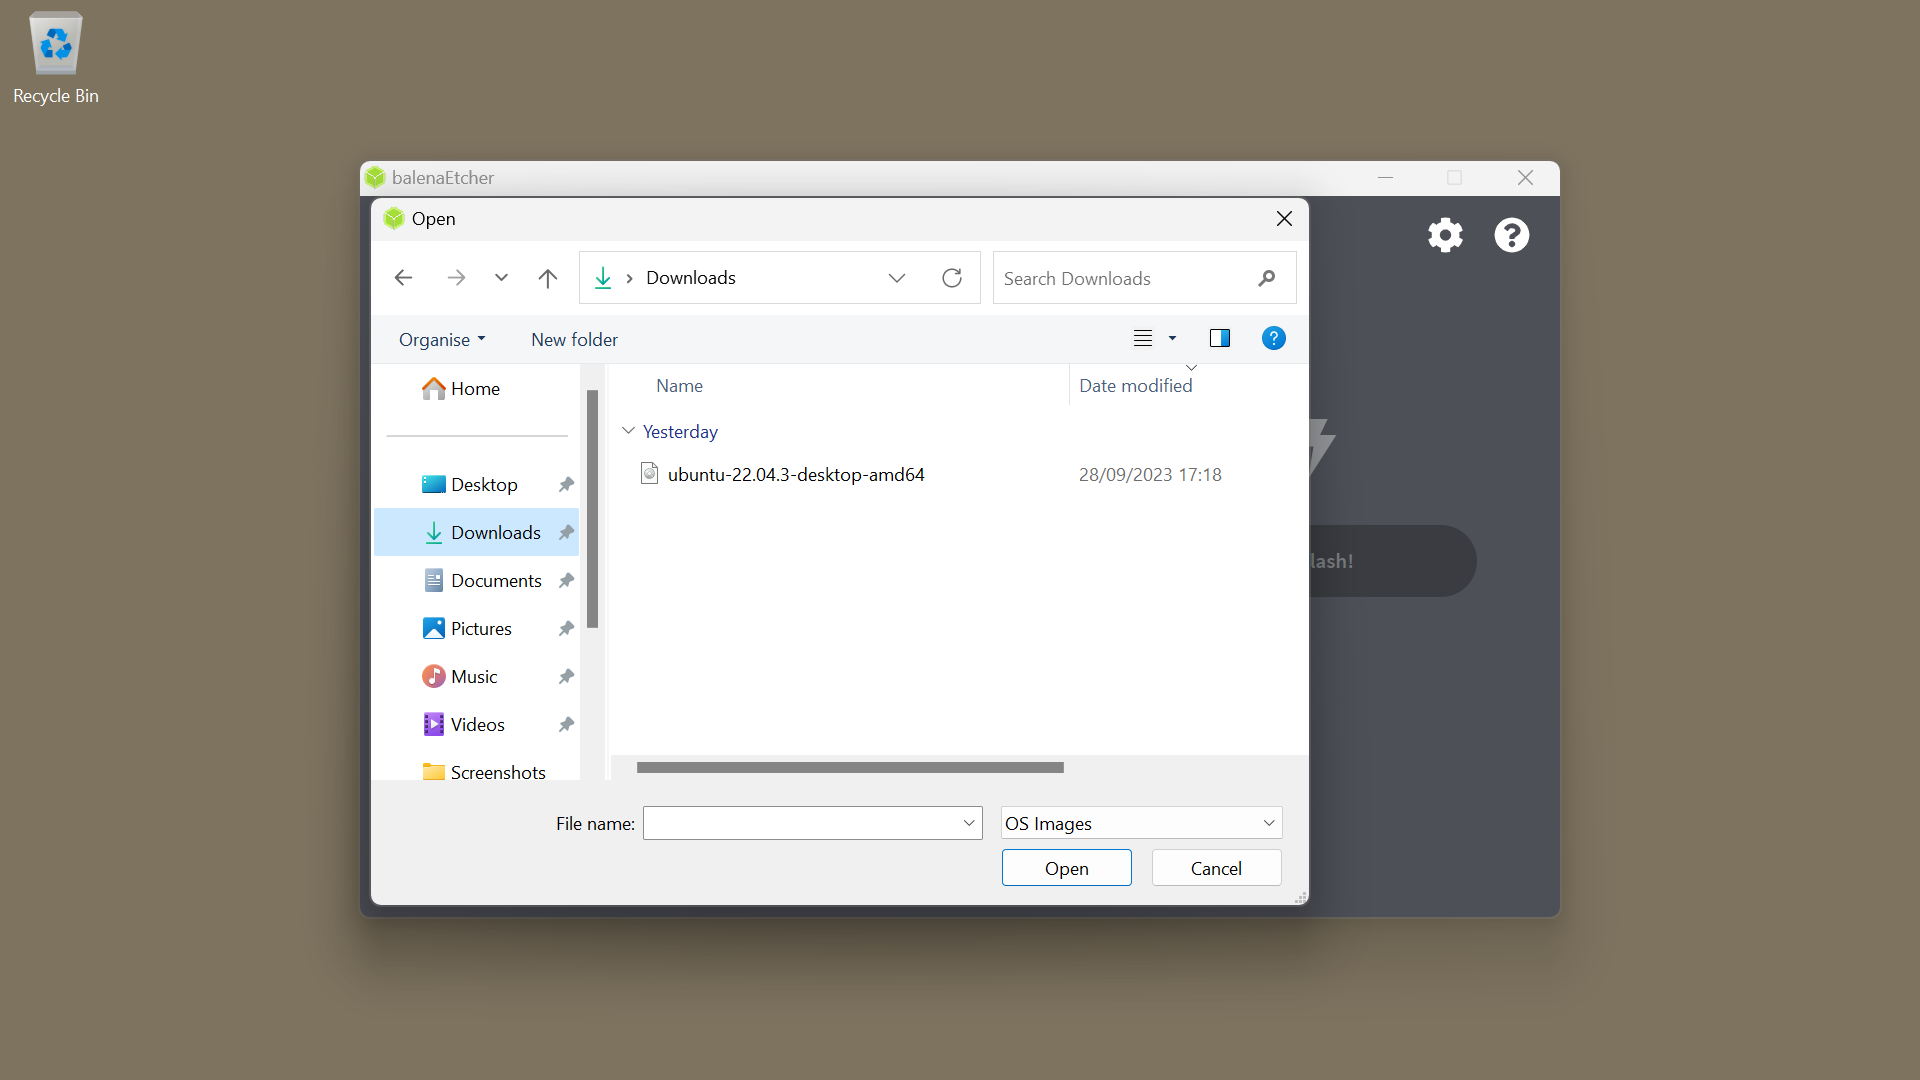 Recycle Bin
balenaEtcher
Open
Downloads
Search Downloads
Organise
New folder
Home
Name
Date modified
Yesterday
ubuntu-22.04.3-desktop-amd64
28/09/2023 17:18
Desktop
Downloads
Documents
Pictures
Music
Videos
Screenshots
lash!
File name:
OS Images
Open
Cancel